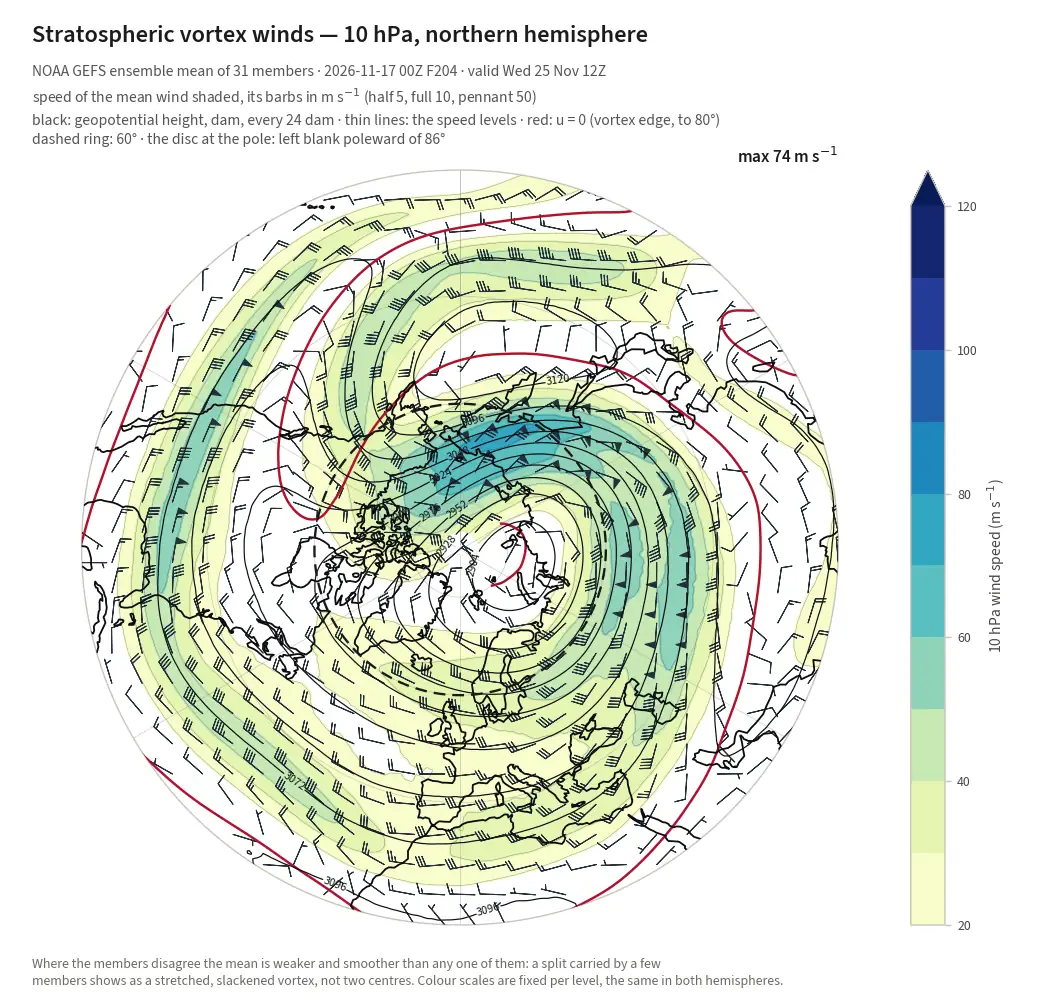 Stratospheric vortex winds — 10 hPa, northern hemisphere
NOAA GEFS ensemble mean of 31 members · 2026-11-17 00Z F204 · valid Wed 25 Nov 12Z
speed of the mean wind shaded, its barbs in m s⁻¹ (half 5, full 10, pennant 50)
black: geopotential height, dam, every 24 dam · thin lines: the speed levels · red: u = 0 (vortex edge, to 80°)
dashed ring: 60° · the disc at the pole: left blank poleward of 86°
max 74 m s⁻¹
120
100
80
60
40
20
10 hPa wind speed (m s⁻¹)
3120
3024
2952
3072
3096
3096
Where the members disagree the mean is weaker and smoother than any one of them: a split carried by a few
members shows as a stretched, slackened vortex, not two centres. Colour scales are fixed per level, the same in both hemispheres.